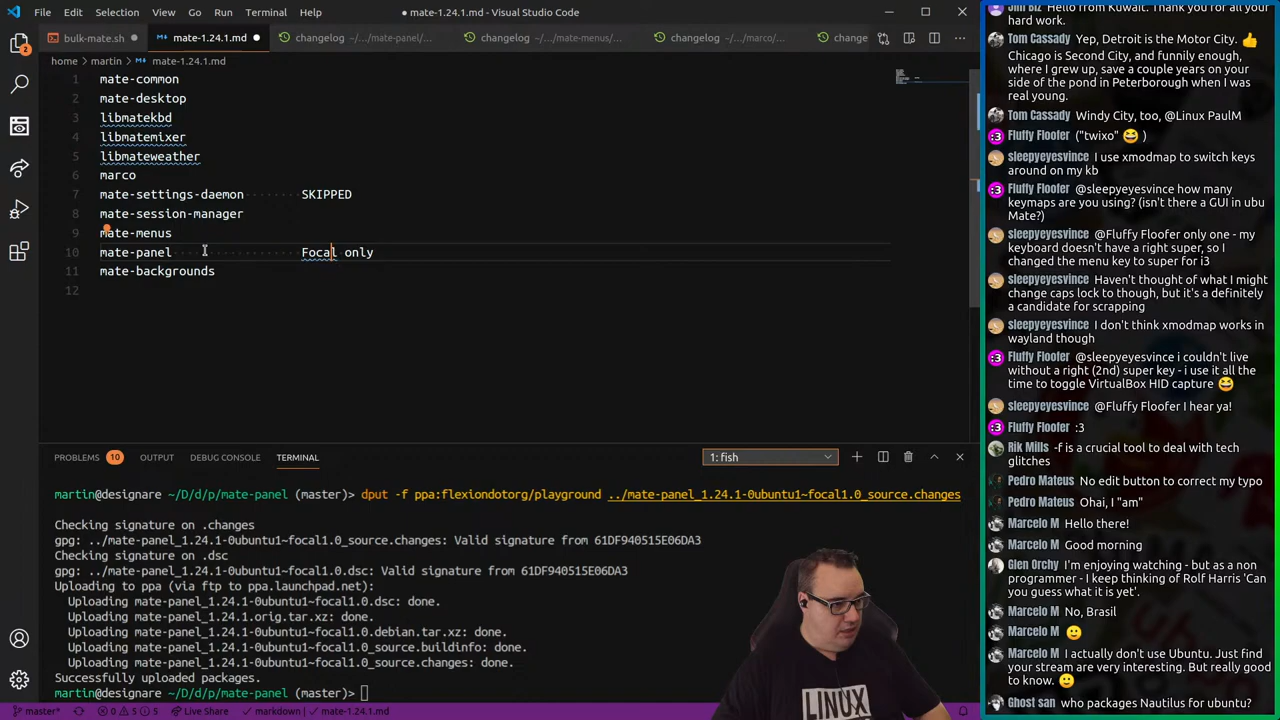 File Edit Selection View Go Run Terminal Help
● mate-1.24.1.md - Visual Studio Code
bulk-mate.sh ● mate-1.24.1.md ● changelog ~/.../mate-panel/... changelog ~/.../mate-menus/... changelog ~/.../marco/... change
home > martin > mate-1.24.1.md
1 mate-common
2 mate-desktop
3 libmatekbd
4 libmatemixer
5 libmateweather
6 marco
7 mate-settings-daemon SKIPPED
8 mate-session-manager
9 mate-menus
10 mate-panel Focal only
11 mate-backgrounds
12
PROBLEMS 10 OUTPUT DEBUG CONSOLE TERMINAL 1: fish
martin@designare ~/D/d/p/mate-panel (master)> dput -f ppa:flexiondotorg/playground ../mate-panel_1.24.1-0ubuntu1~focal1.0_source.changes
Checking signature on .changes
gpg: ../mate-panel_1.24.1-0ubuntu1~focal1.0_source.changes: Valid signature from 61DF940515E06DA3
Checking signature on .dsc
gpg: ../mate-panel_1.24.1-0ubuntu1~focal1.0.dsc: Valid signature from 61DF940515E06DA3
Uploading to ppa (via ftp to ppa.launchpad.net):
Uploading mate-panel_1.24.1-0ubuntu1~focal1.0.dsc: done.
Uploading mate-panel_1.24.1.orig.tar.xz: done.
Uploading mate-panel_1.24.1-0ubuntu1~focal1.0.debian.tar.xz: done.
Uploading mate-panel_1.24.1-0ubuntu1~focal1.0_source.buildinfo: done.
Uploading mate-panel_1.24.1-0ubuntu1~focal1.0_source.changes: done.
Successfully uploaded packages.
martin@designare ~/D/d/p/mate-panel (master)>
master* 0 5 5 Live Share markdown | mate-1.24.1.md
LINUX
Hello from Kuwait. Thank you for all your
hard work.
Tom Cassady Yep, Detroit is the Motor City. 👍
Chicago is Second City, and funnily enough,
where I grew up, save a couple years on your
side of the pond in Peterborough when I was
real young.
Tom Cassady Windy City, too, @Linux PaulM
Fluffy Floofer ("twixo" 😆 )
sleepyeyesvince I use xmodmap to switch keys
around on my kb
Fluffy Floofer @sleepyeyesvince how many
keymaps are you using? (isn't there a GUI in ubu
Mate?)
sleepyeyesvince @Fluffy Floofer only one - my
keyboard doesn't have a right super, so I
changed the menu key to super for i3
sleepyeyesvince Haven't thought of what I might
change caps lock to though, but it's a definitely
a candidate for scrapping
sleepyeyesvince I don't think xmodmap works in
wayland though
Fluffy Floofer @sleepyeyesvince i couldn't live
without a right (2nd) super key - i use it all the
time to toggle VirtualBox HID capture 😆
sleepyeyesvince @Fluffy Floofer I hear ya!
Fluffy Floofer :3
Rik Mills -f is a crucial tool to deal with tech
glitches
Pedro Mateus No edit button to correct my typo
Pedro Mateus Ohai, I "am"
Marcelo M Hello there!
Marcelo M Good morning
Glen Orchy I'm enjoying watching - but as a non
programmer - I keep thinking of Rolf Harris 'Can
you guess what it is yet'.
Marcelo M No, Brasil
Marcelo M 🙂
Marcelo M I actually don't use Ubuntu. Just find
your stream are very interesting. But really good
to know. 🙂
Ghost san who packages Nautilus for ubuntu?